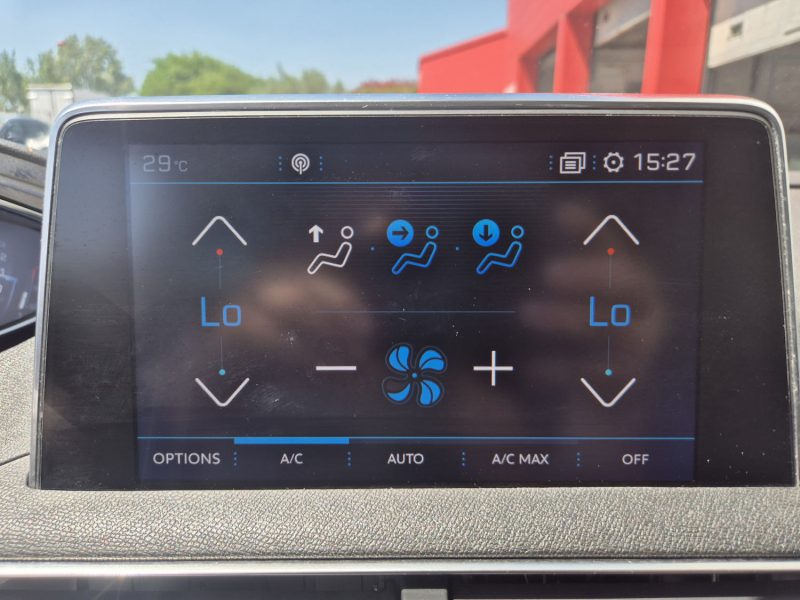 29°C
15:27
Lo
Lo
OPTIONS
A/C
AUTO
A/C MAX
OFF